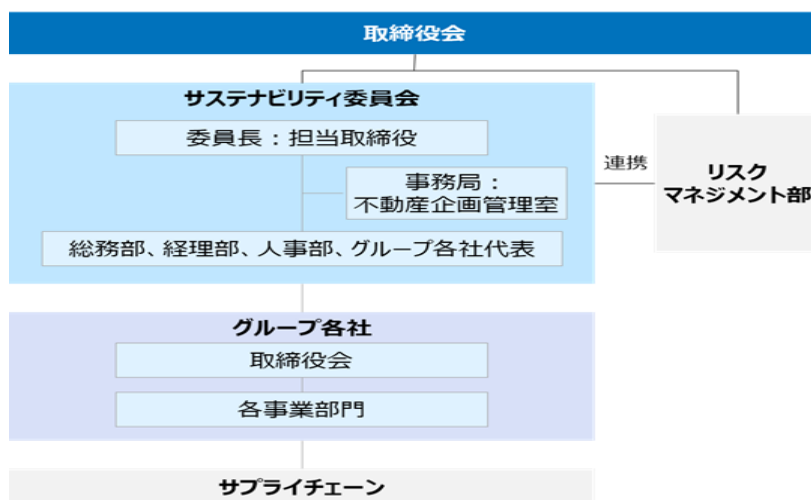 取締役会
サステナビリティ委員会
委員長：担当取締役
事務局：
不動産企画管理室
総務部、経理部、人事部、グループ各社代表
連携
リスク
マネジメント部
グループ各社
取締役会
各事業部門
サプライチェーン